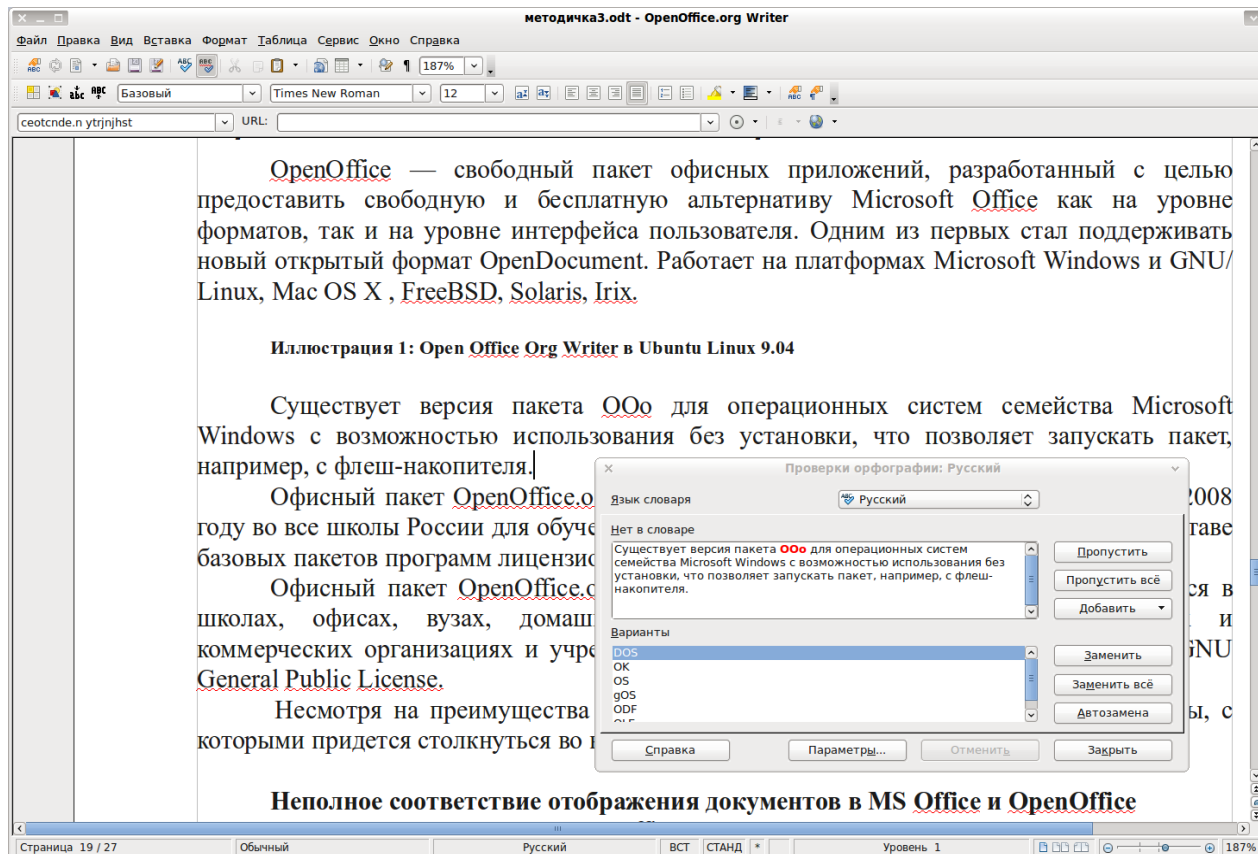 методичка3.odt - OpenOffice.org Writer
Файл Правка Вид Вставка Формат Таблица Сервис Окно Справка
187%
Базовый Times New Roman 12
ceotcnde.n ytrjnjhst URL:
OpenOffice — свободный пакет офисных приложений, разработанный с целью
предоставить свободную и бесплатную альтернативу Microsoft Office как на уровне
форматов, так и на уровне интерфейса пользователя. Одним из первых стал поддерживать
новый открытый формат OpenDocument. Работает на платформах Microsoft Windows и GNU/
Linux, Mac OS X , FreeBSD, Solaris, Irix.
Иллюстрация 1: Open Office Org Writer в Ubuntu Linux 9.04
Существует версия пакета OOo для операционных систем семейства Microsoft
Windows с возможностью использования без установки, что позволяет запускать пакет,
например, с флеш-накопителя.
Офисный пакет OpenOffice.o 2008
году во все школы России для обуче таве
базовых пакетов программ лицензио
Офисный пакет OpenOffice.o ся в
школах, офисах, вузах, домаш и
коммерческих организациях и учре GNU
General Public License.
Несмотря на преимущества ы, с
которыми придется столкнуться во
Неполное соответствие отображения документов в MS Office и OpenOffice
Проверки орфографии: Русский
Язык словаря Русский
Нет в словаре
Существует версия пакета OOo для операционных систем
семейства Microsoft Windows с возможностью использования без
установки, что позволяет запускать пакет, например, с флеш-
накопителя.
Пропустить
Пропустить всё
Добавить
Варианты
DOS
OK
OS
gOS
ODF
Заменить
Заменить всё
Автозамена
Справка Параметры... Отменить Закрыть
Страница 19 / 27 Обычный Русский ВСТ СТАНД * Уровень 1 187%